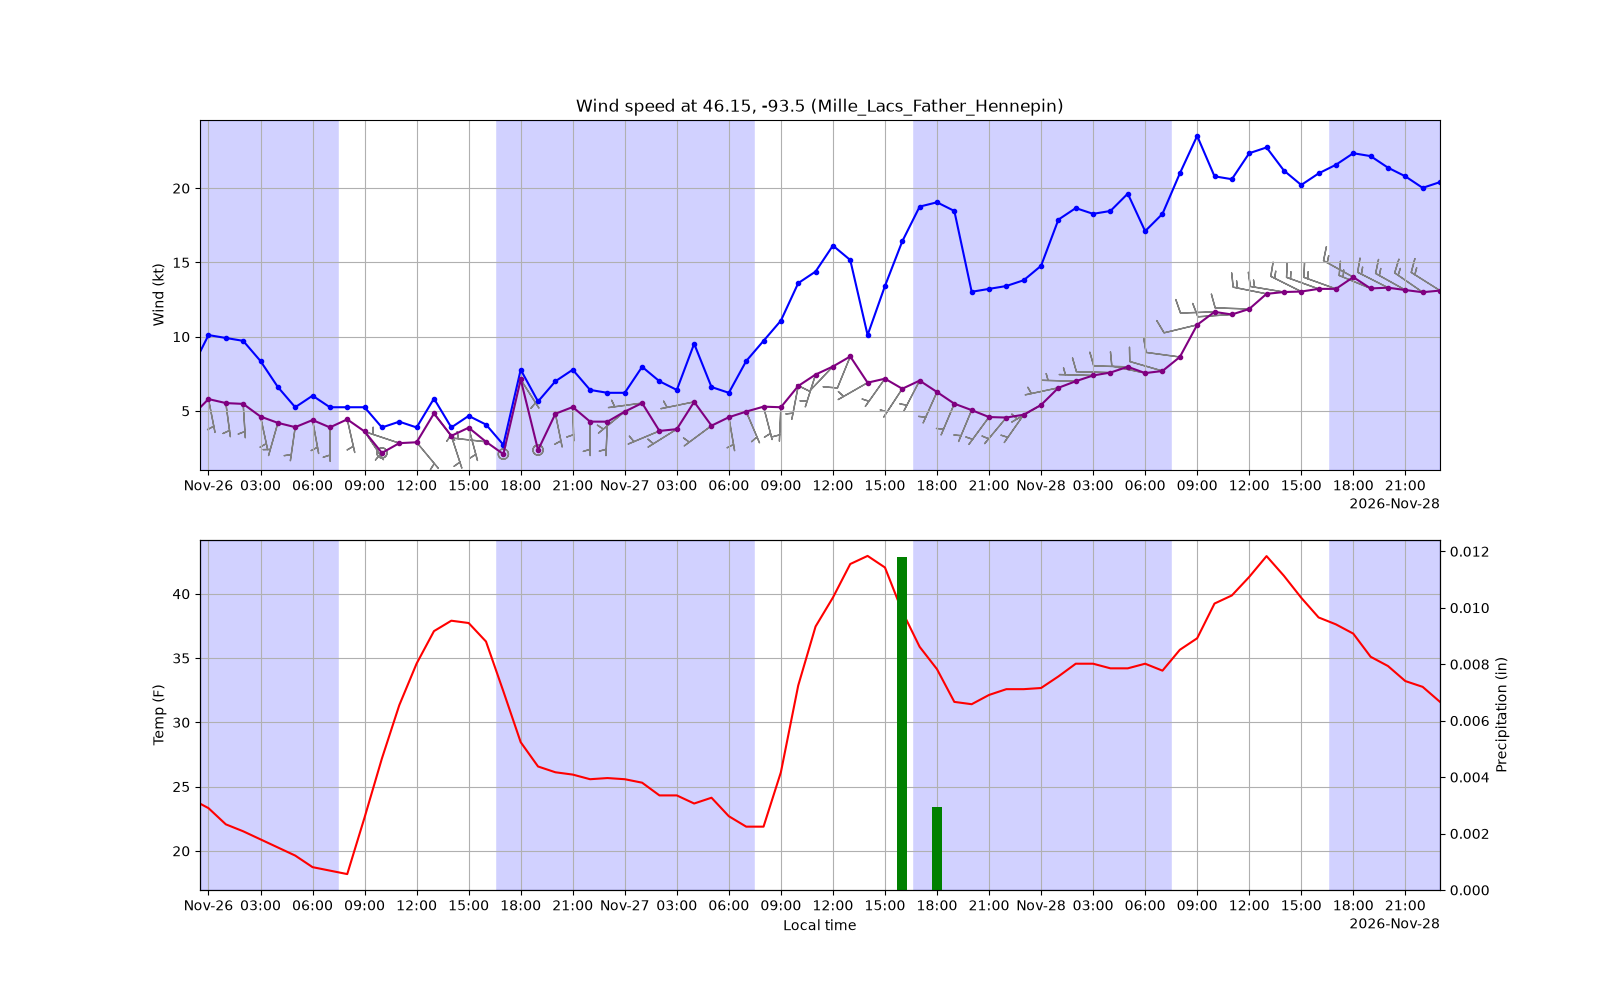 Wind speed at 46.15, -93.5 (Mille_Lacs_Father_Hennepin)
Wind (kt)
20
15
10
5
Nov-26 03:00 06:00 09:00 12:00 15:00 18:00 21:00 Nov-27 03:00 06:00 09:00 12:00 15:00 18:00 21:00 Nov-28 03:00 06:00 09:00 12:00 15:00 18:00 21:00
2026-Nov-28
Temp (F)
40
35
30
25
20
0.012
0.010
0.008
0.006
0.004
0.002
0.000
Precipitation (in)
Nov-26 03:00 06:00 09:00 12:00 15:00 18:00 21:00 Nov-27 03:00 06:00 09:00 12:00 15:00 18:00 21:00 Nov-28 03:00 06:00 09:00 12:00 15:00 18:00 21:00
Local time
2026-Nov-28